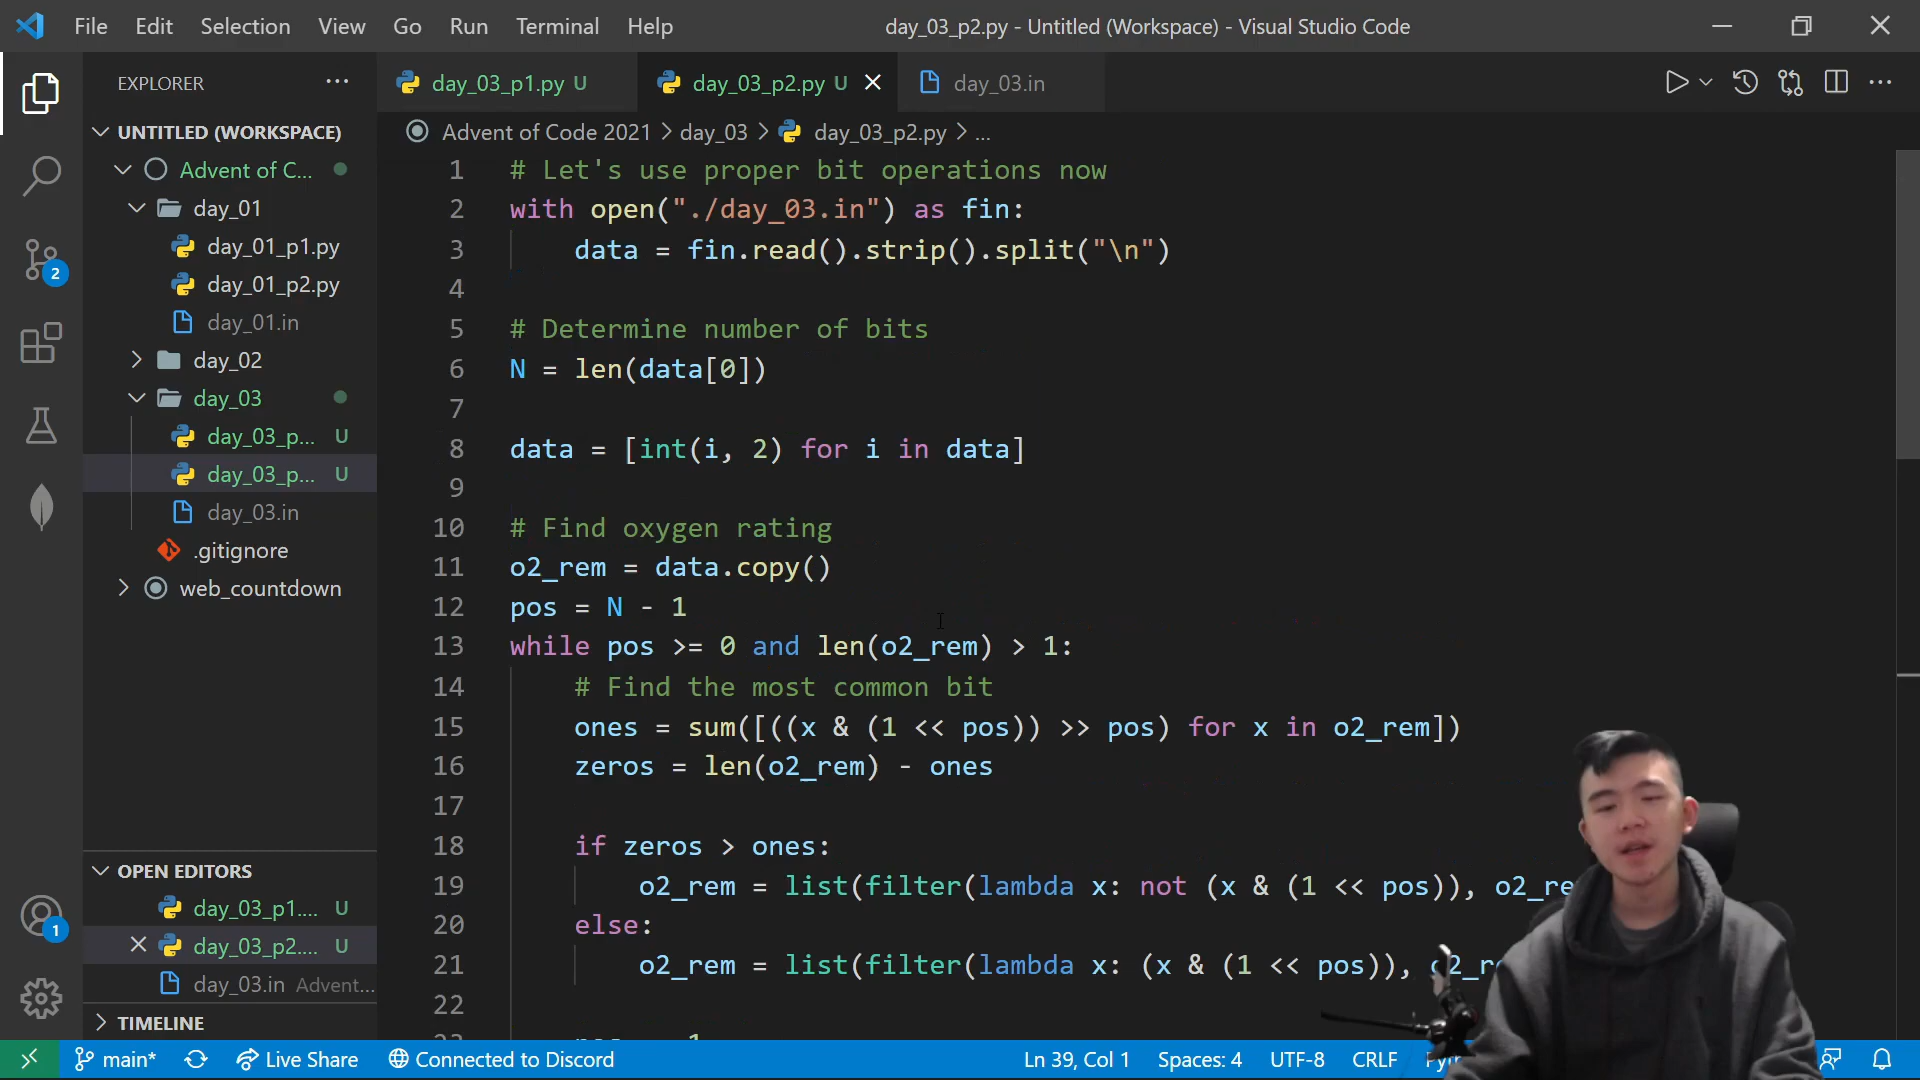 File Edit Selection View Go Run Terminal Help
day_03_p2.py - Untitled (Workspace) - Visual Studio Code
EXPLORER
day_03_p1.py U
day_03_p2.py U
day_03.in
UNTITLED (WORKSPACE)
Advent of Code 2021 > day_03 > day_03_p2.py > ...
Advent of C...
day_01
day_01_p1.py
day_01_p2.py
day_01.in
day_02
day_03
day_03_p... U
day_03_p... U
day_03.in
.gitignore
web_countdown
2
OPEN EDITORS
day_03_p1.... U
day_03_p2.... U
day_03.in Advent...
TIMELINE
1
1 # Let's use proper bit operations now
2 with open("./day_03.in") as fin:
3 data = fin.read().strip().split("\n")
4
5 # Determine number of bits
6 N = len(data[0])
7
8 data = [int(i, 2) for i in data]
9
10 # Find oxygen rating
11 o2_rem = data.copy()
12 pos = N - 1
13 while pos >= 0 and len(o2_rem) > 1:
14 # Find the most common bit
15 ones = sum([((x & (1 << pos)) >> pos) for x in o2_rem])
16 zeros = len(o2_rem) - ones
17
18 if zeros > ones:
19 o2_rem = list(filter(lambda x: not (x & (1 << pos)), o2_re
20 else:
21 o2_rem = list(filter(lambda x: (x & (1 << pos)), o2_re
22
main* Live Share Connected to Discord
Ln 39, Col 1 Spaces: 4 UTF-8 CRLF